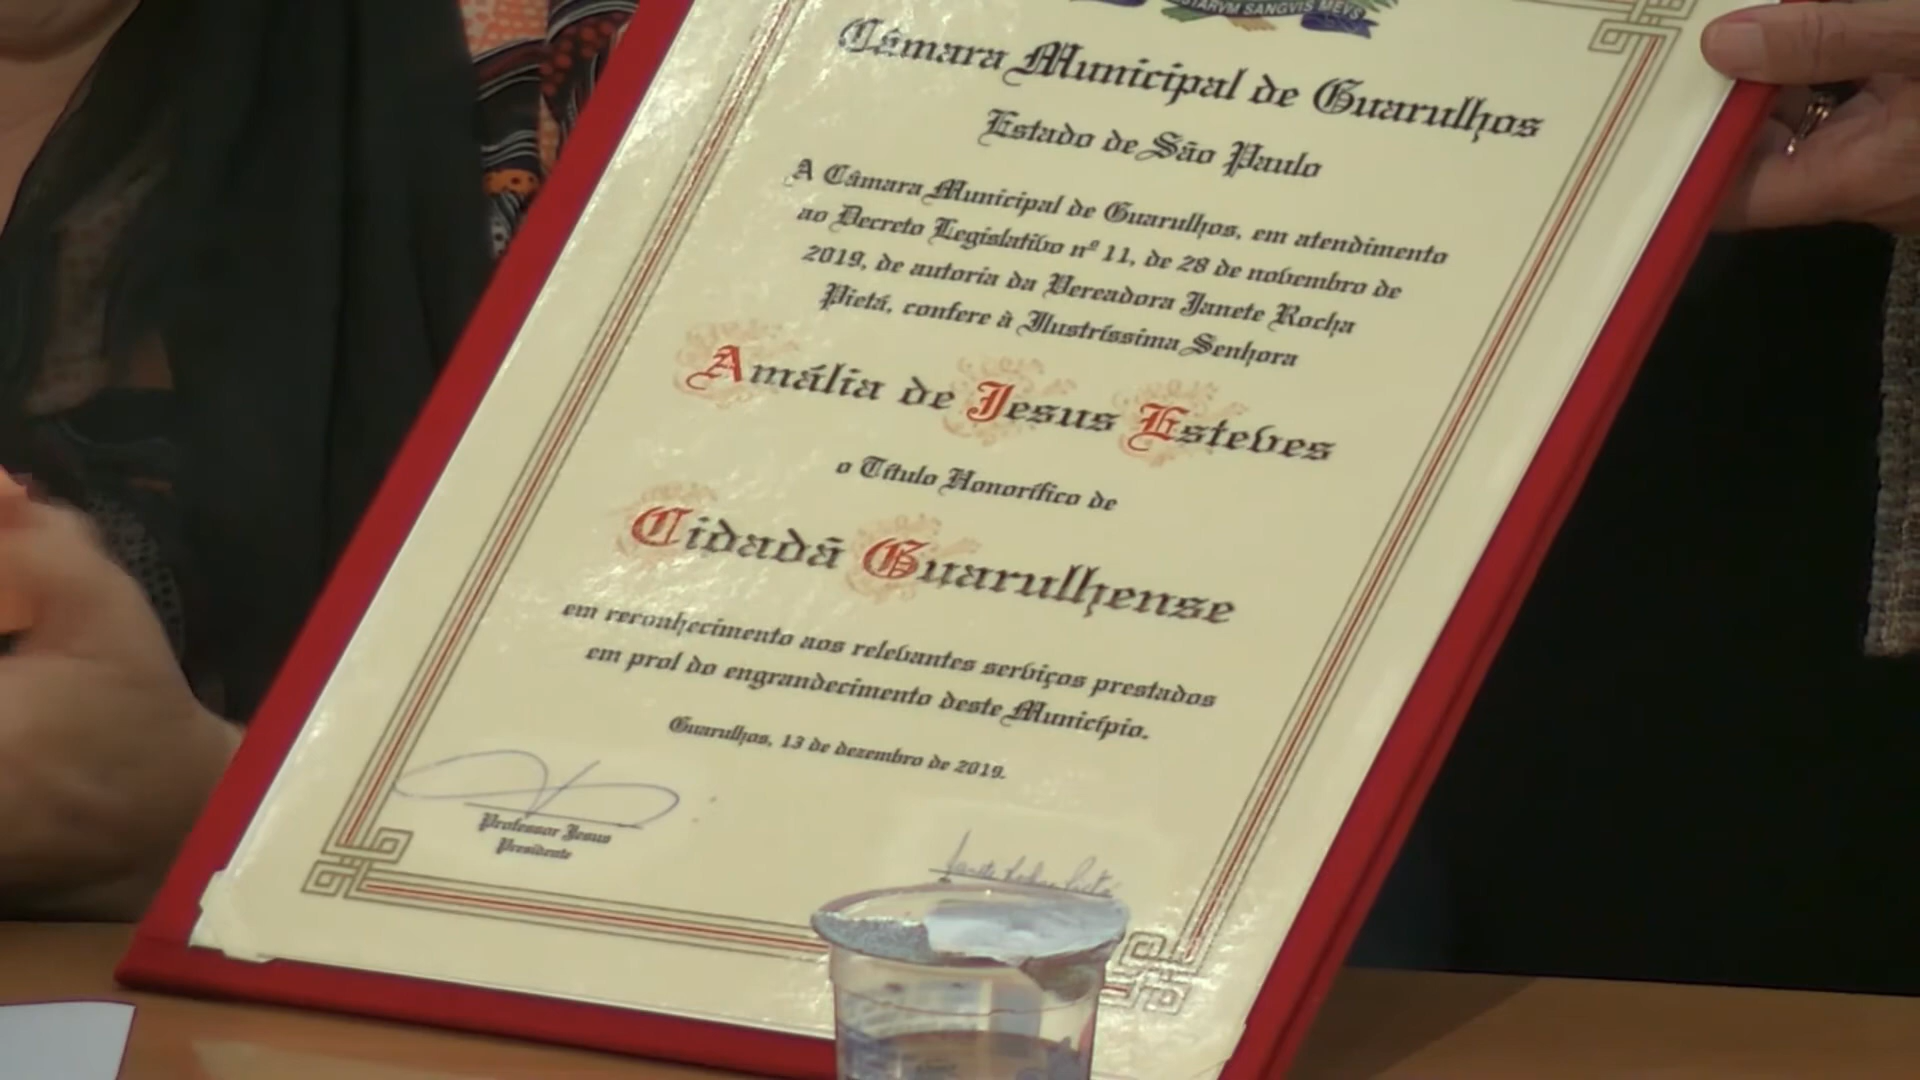 SANGVIS MEVS
Câmara Municipal de Guarulhos
Estado de São Paulo
A Câmara Municipal de Guarulhos, em atendimento
ao Decreto Legislativo nº 11, de 28 de novembro de
2019, de autoria da Vereadora Janete Rocha
Pietá, confere à Ilustríssima Senhora
Amália de Jesus Esteves
o Título Honorífico de
Cidadã Guarulhense
em reconhecimento aos relevantes serviços prestados
em prol do engrandecimento deste Município.
Guarulhos, 13 de dezembro de 2019.
Professor Jesus
Presidente